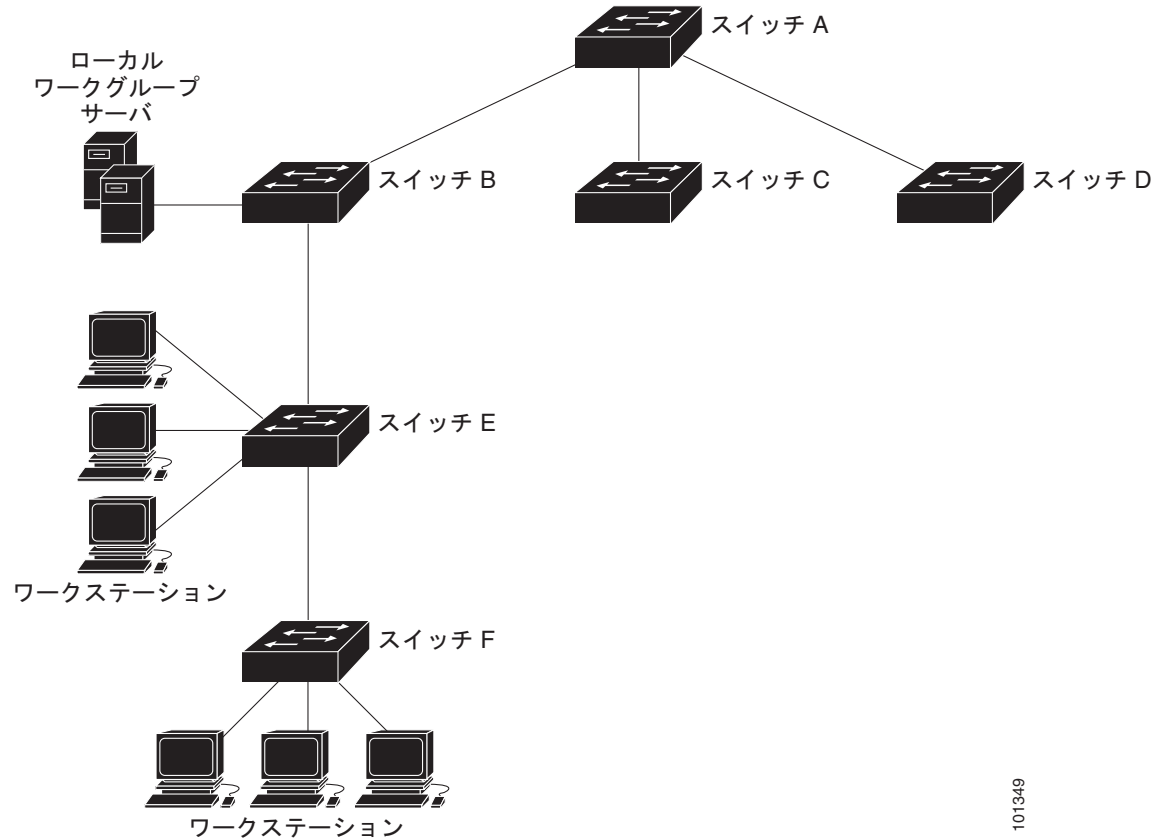 スイッチ A
ローカル
ワークグループ
サーバ
スイッチ B
スイッチ C
スイッチ D
スイッチ E
ワークステーション
スイッチ F
ワークステーション
101349